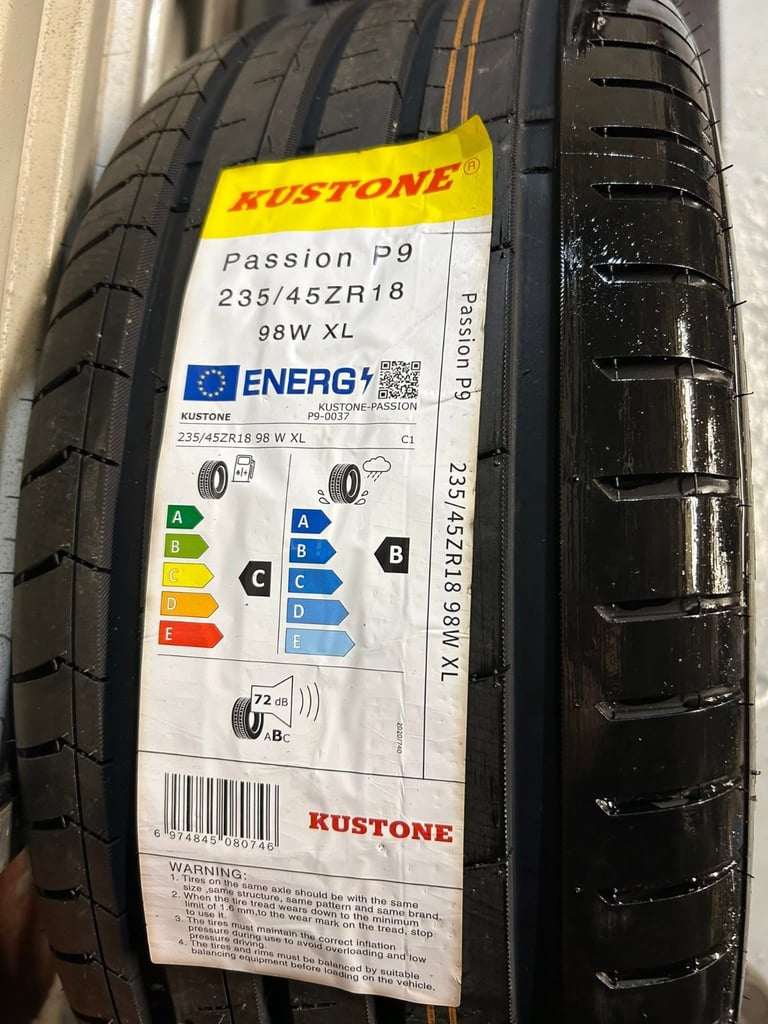 KUSTONE®
Passion P9
235/45ZR18
98W XL
ENERG
KUSTONE-PASSION
KUSTONE P9-0037
235/45ZR18 98 W XL C1
A
B
C
D
E
C
A
B
C
D
E
B
72 dB
ABC
2020/740
Passion P9 235/45ZR18 98W XL
6 974845 080746
KUSTONE
WARNING:
1. Tires on the same axle should be with the same
size ,same structure, same pattern and same brand.
2. When the tire tread wears down to the minimum
limit of 1.6 mm,to the wear mark on the tread, stop
to use it.
3. The tires must maintain the correct inflation
pressure during use to avoid overloading and low
pressure driving.
4. The tires and rims must be balanced by suitable
balancing equipment before loading on the vehicle.